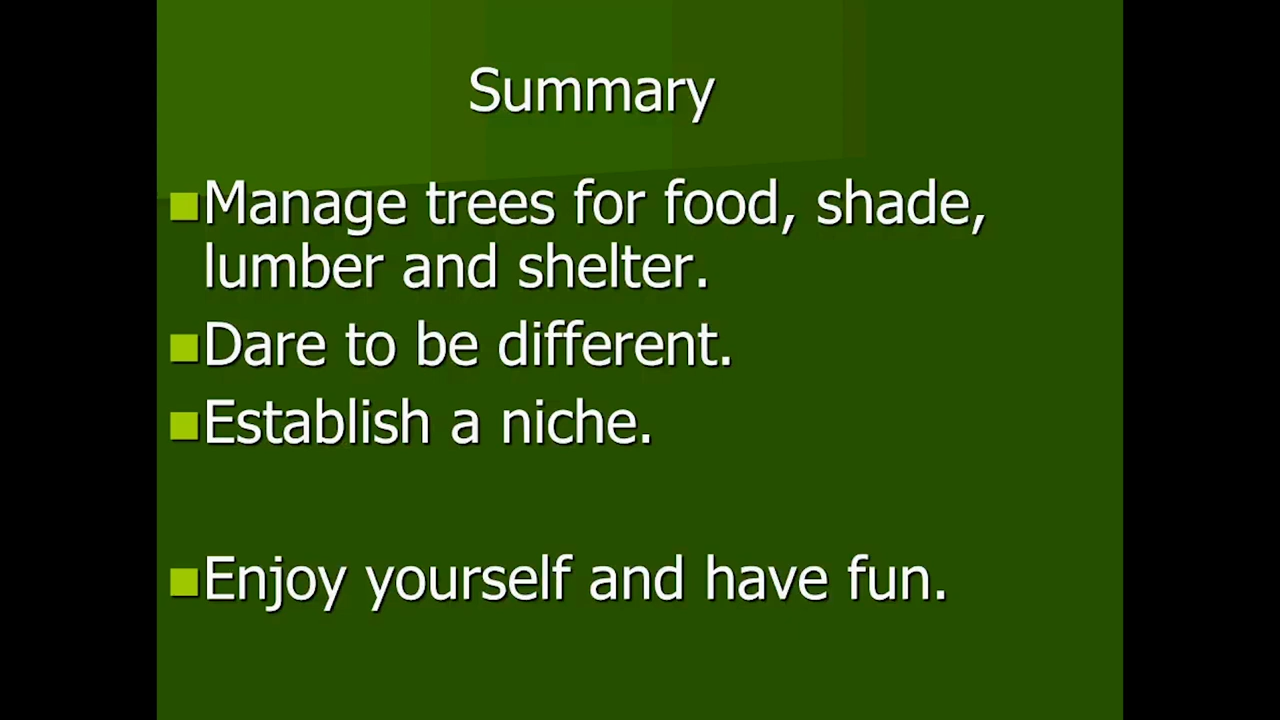 Summary
Manage trees for food, shade,
lumber and shelter.
Dare to be different.
Establish a niche.
Enjoy yourself and have fun.